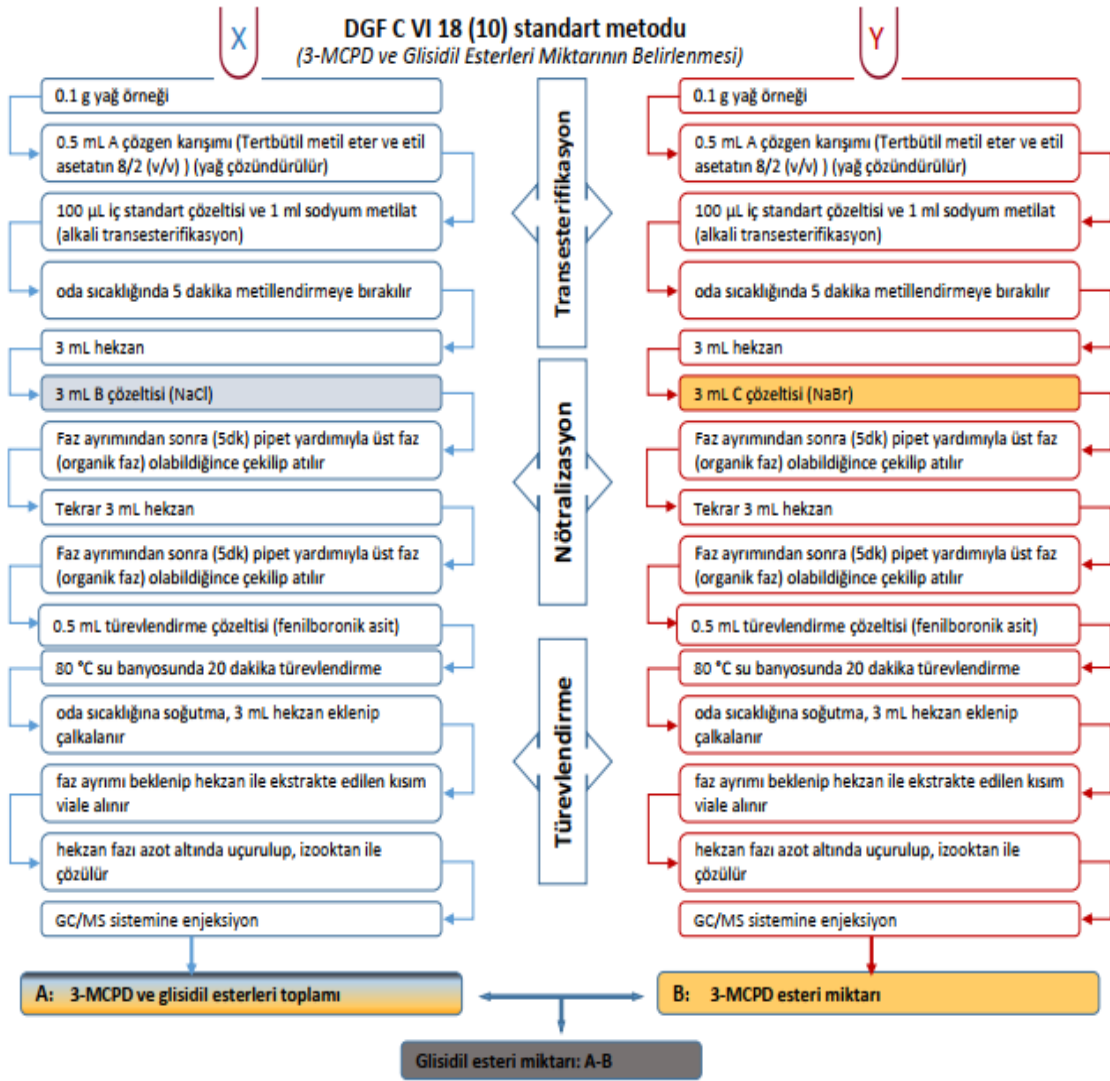 X
DGF C VI 18 (10) standart metodu
(3-MCPD ve Glisidil Esterleri Miktarının Belirlenmesi)
Y
0.1 g yağ örneği
0.5 mL A çözgen karışımı (Tertbütil metil eter ve etil
asetatın 8/2 (v/v) ) (yağ çözündürülür)
100 µL iç standart çözeltisi ve 1 ml sodyum metilat
(alkali transesterifikasyon)
oda sıcaklığında 5 dakika metillendirmeye bırakılır
3 mL hekzan
3 mL B çözeltisi (NaCl)
Faz ayrımından sonra (5dk) pipet yardımıyla üst faz
(organik faz) olabildiğince çekilip atılır
Tekrar 3 mL hekzan
Faz ayrımından sonra (5dk) pipet yardımıyla üst faz
(organik faz) olabildiğince çekilip atılır
0.5 mL türevlendirme çözeltisi (fenilboronik asit)
80 °C su banyosunda 20 dakika türevlendirme
oda sıcaklığına soğutma, 3 mL hekzan eklenip
çalkalanır
faz ayrımı beklenip hekzan ile ekstrakte edilen kısım
viale alınır
hekzan fazı azot altında uçurulup, izooktan ile
çözülür
GC/MS sistemine enjeksiyon
A: 3-MCPD ve glisidil esterleri toplamı
Transesterifikasyon
Nötralizasyon
Türevlendirme
0.1 g yağ örneği
0.5 mL A çözgen karışımı (Tertbütil metil eter ve etil
asetatın 8/2 (v/v) ) (yağ çözündürülür)
100 µL iç standart çözeltisi ve 1 ml sodyum metilat
(alkali transesterifikasyon)
oda sıcaklığında 5 dakika metillendirmeye bırakılır
3 mL hekzan
3 mL C çözeltisi (NaBr)
Faz ayrımından sonra (5dk) pipet yardımıyla üst faz
(organik faz) olabildiğince çekilip atılır
Tekrar 3 mL hekzan
Faz ayrımından sonra (5dk) pipet yardımıyla üst faz
(organik faz) olabildiğince çekilip atılır
0.5 mL türevlendirme çözeltisi (fenilboronik asit)
80 °C su banyosunda 20 dakika türevlendirme
oda sıcaklığına soğutma, 3 mL hekzan eklenip
çalkalanır
faz ayrımı beklenip hekzan ile ekstrakte edilen kısım
viale alınır
hekzan fazı azot altında uçurulup, izooktan ile
çözülür
GC/MS sistemine enjeksiyon
B: 3-MCPD esteri miktarı
Glisidil esteri miktarı: A-B